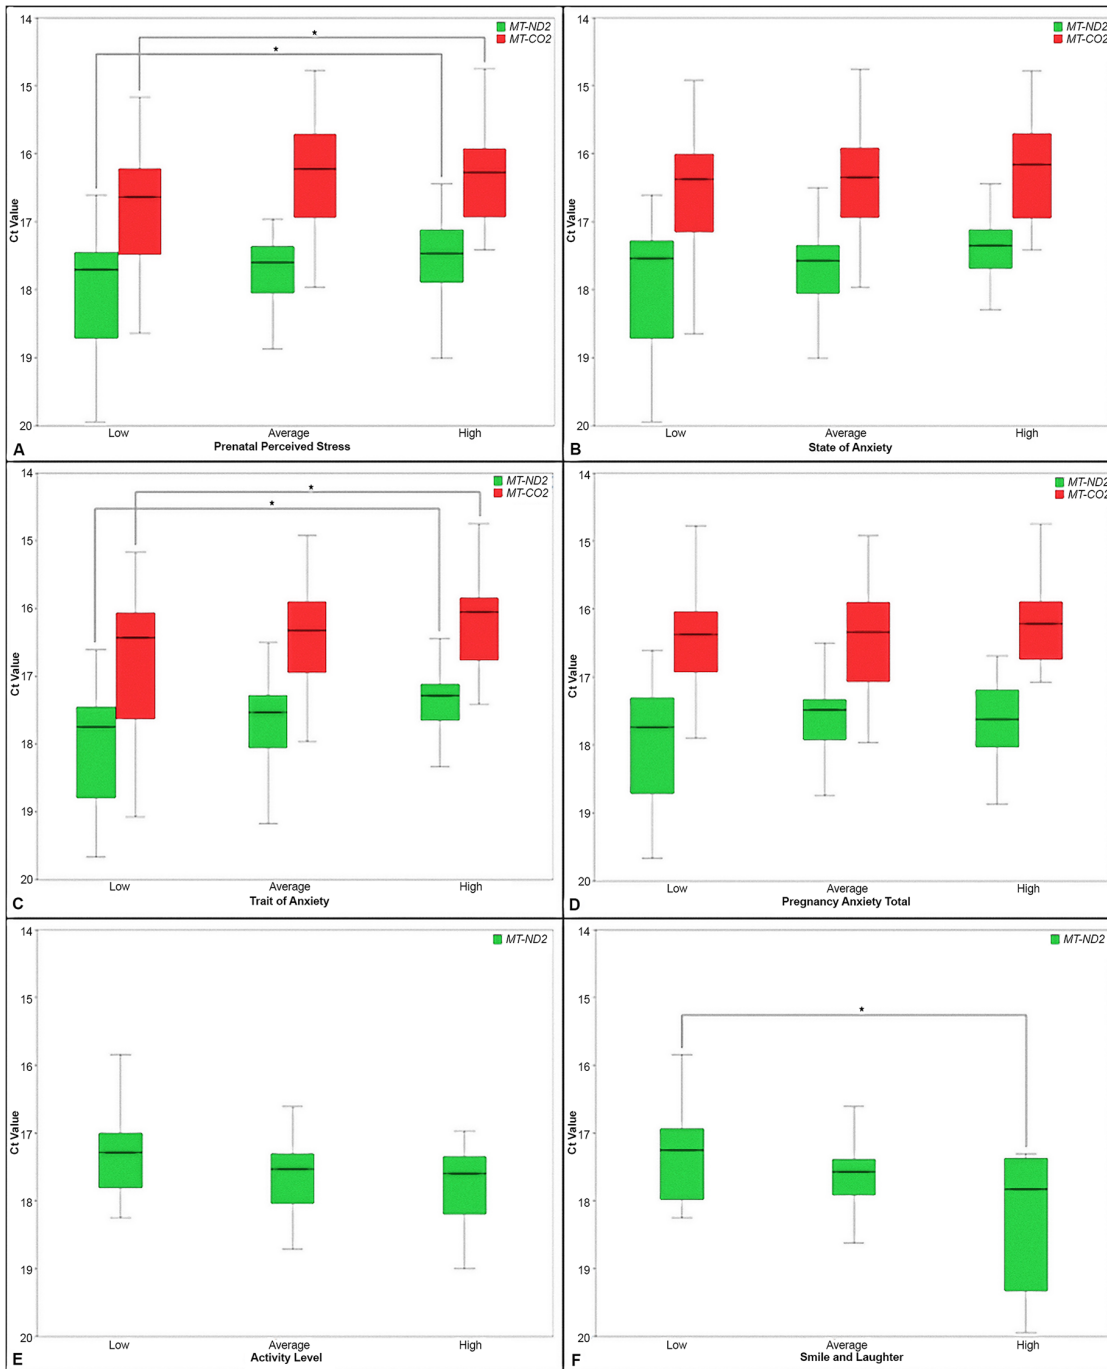 14
15
16
17
18
19
20
Ct Value
MT-ND2
MT-CO2
*
*
Low Average High
Prenatal Perceived Stress
A
14
15
16
17
18
19
20
Ct Value
MT-ND2
MT-CO2
Low Average High
State of Anxiety
B
14
15
16
17
18
19
20
Ct Value
MT-ND2
MT-CO2
*
*
Low Average High
Trait of Anxiety
C
14
15
16
17
18
19
20
Ct Value
MT-ND2
MT-CO2
Low Average High
Pregnancy Anxiety Total
D
14
15
16
17
18
19
20
Ct Value
MT-ND2
Low Average High
Activity Level
E
14
15
16
17
18
19
20
Ct Value
MT-ND2
*
Low Average High
Smile and Laughter
F